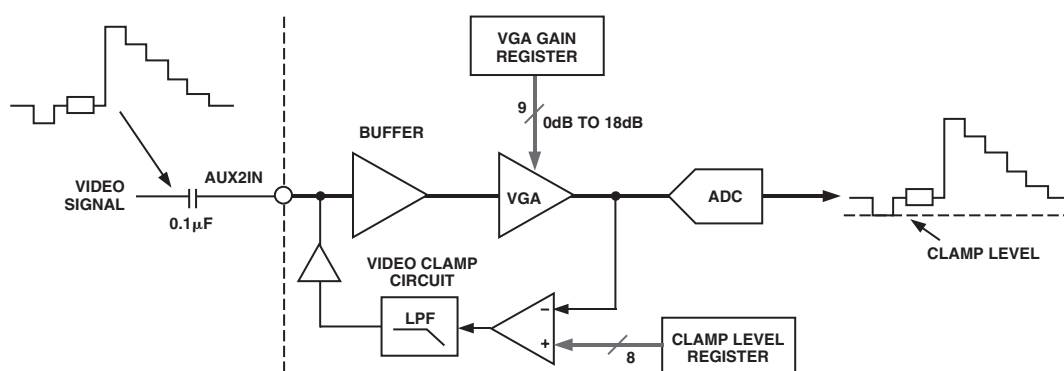 VGA GAIN
REGISTER
9
0dB TO 18dB
BUFFER
AUX2IN
VIDEO
SIGNAL
0.1μF
VGA
ADC
CLAMP LEVEL
VIDEO CLAMP
CIRCUIT
LPF
–
+
8
CLAMP LEVEL
REGISTER